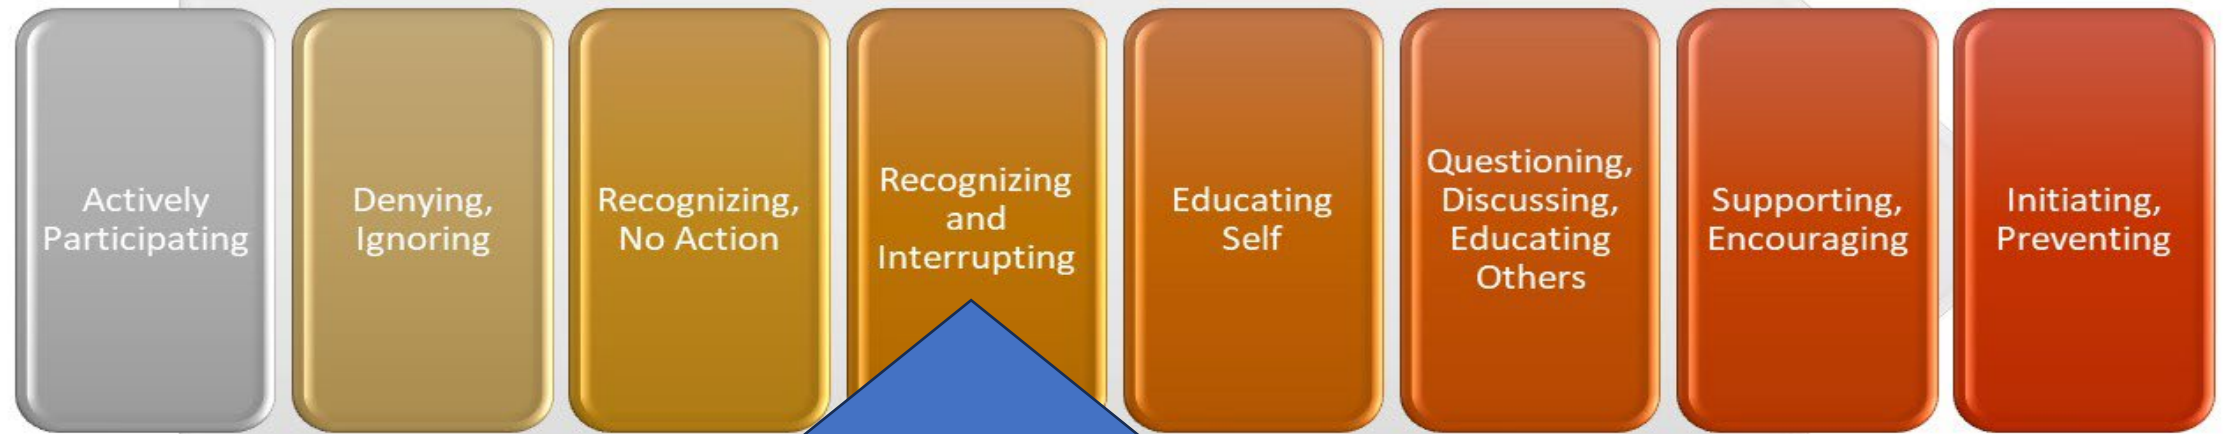 Actively
Participating
Denying,
Ignoring
Recognizing,
No Action
Recognizing
and
Interrupting
Educating
Self
Questioning,
Discussing,
Educating
Others
Supporting,
Encouraging
Initiating,
Preventing